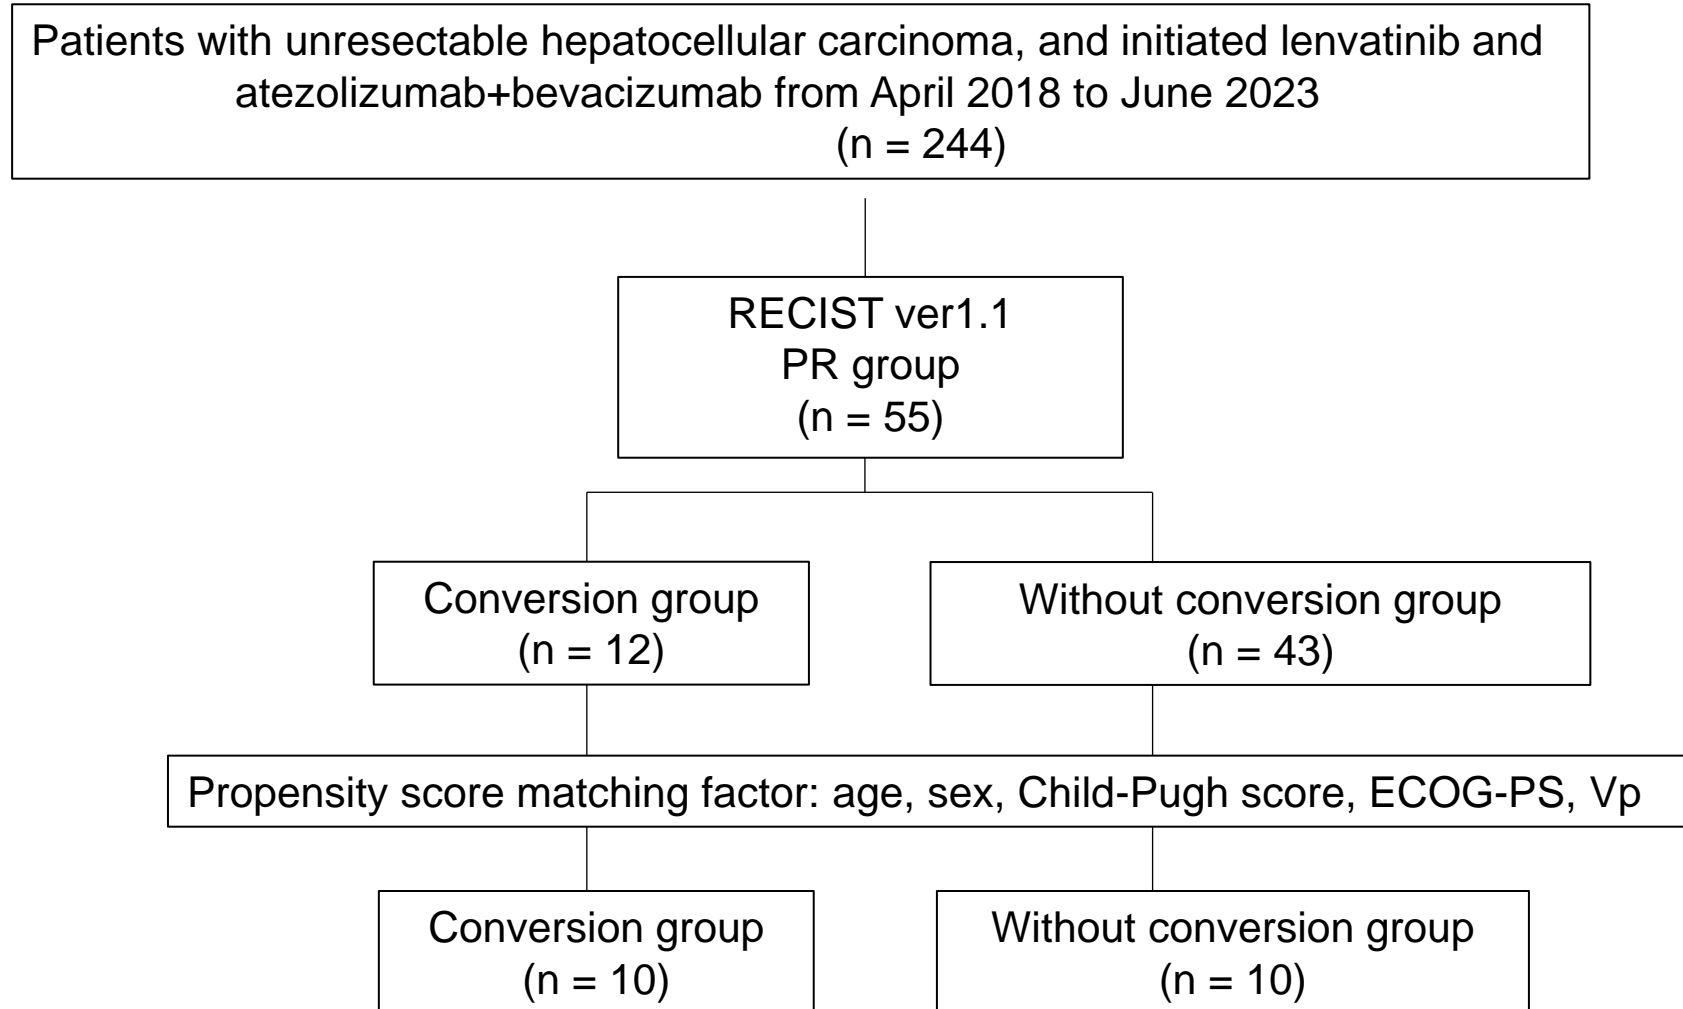 Patients with unresectable hepatocellular carcinoma, and initiated lenvatinib and
atezolizumab+bevacizumab from April 2018 to June 2023
(n = 244)
RECIST ver1.1
PR group
(n = 55)
Conversion group
(n = 12)
Without conversion group
(n = 43)
Propensity score matching factor: age, sex, Child-Pugh score, ECOG-PS, Vp
Conversion group
(n = 10)
Without conversion group
(n = 10)